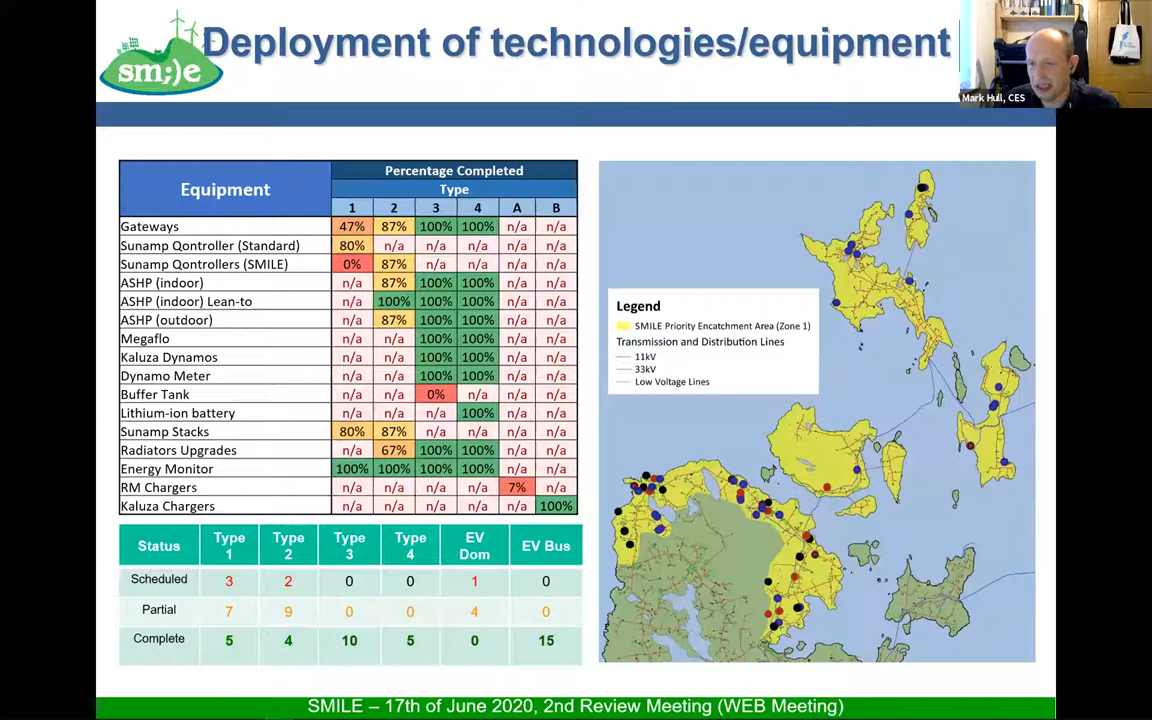 sm;)e
Deployment of technologies/equipment
Mark Hull, CES
Equipment
Percentage Completed
Type
1 2 3 4 A B
Gateways 47% 87% 100% 100% n/a n/a
Sunamp Qontroller (Standard) 80% n/a n/a n/a n/a n/a
Sunamp Qontrollers (SMILE) 0% 87% n/a n/a n/a n/a
ASHP (indoor) n/a 87% 100% 100% n/a n/a
ASHP (indoor) Lean-to n/a 100% 100% 100% n/a n/a
ASHP (outdoor) n/a 87% 100% 100% n/a n/a
Megaflo n/a n/a 100% 100% n/a n/a
Kaluza Dynamos n/a n/a 100% 100% n/a n/a
Dynamo Meter n/a n/a 100% 100% n/a n/a
Buffer Tank n/a n/a 0% n/a n/a n/a
Lithium-ion battery n/a n/a n/a 100% n/a n/a
Sunamp Stacks 80% 87% n/a n/a n/a n/a
Radiators Upgrades n/a 67% 100% 100% n/a n/a
Energy Monitor 100% 100% 100% 100% n/a n/a
RM Chargers n/a n/a n/a n/a 7% n/a
Kaluza Chargers n/a n/a n/a n/a n/a 100%
Status Type 1 Type 2 Type 3 Type 4 EV Dom EV Bus
Scheduled 3 2 0 0 1 0
Partial 7 9 0 0 4 0
Complete 5 4 10 5 0 15
Legend
SMILE Priority Encatchment Area (Zone 1)
Transmission and Distribution Lines
11kV
33kV
Low Voltage Lines
SMILE – 17th of June 2020, 2nd Review Meeting (WEB Meeting)